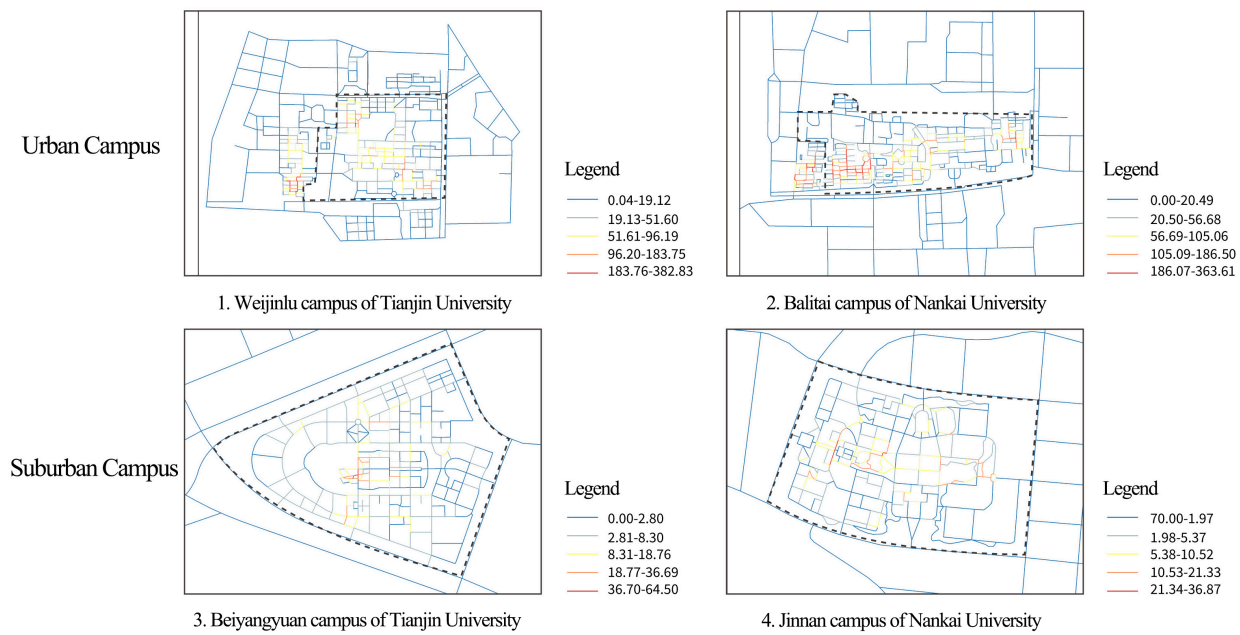 Urban Campus
Legend
0.04-19.12
19.13-51.60
51.61-96.19
96.20-183.75
183.76-382.83
1. Weijinlu campus of Tianjin University
Legend
0.00-20.49
20.50-56.68
56.69-105.06
105.09-186.50
186.07-363.61
2. Balitai campus of Nankai University
Suburban Campus
Legend
0.00-2.80
2.81-8.30
8.31-18.76
18.77-36.69
36.70-64.50
3. Beiyangyuan campus of Tianjin University
Legend
70.00-1.97
1.98-5.37
5.38-10.52
10.53-21.33
21.34-36.87
4. Jinnan campus of Nankai University